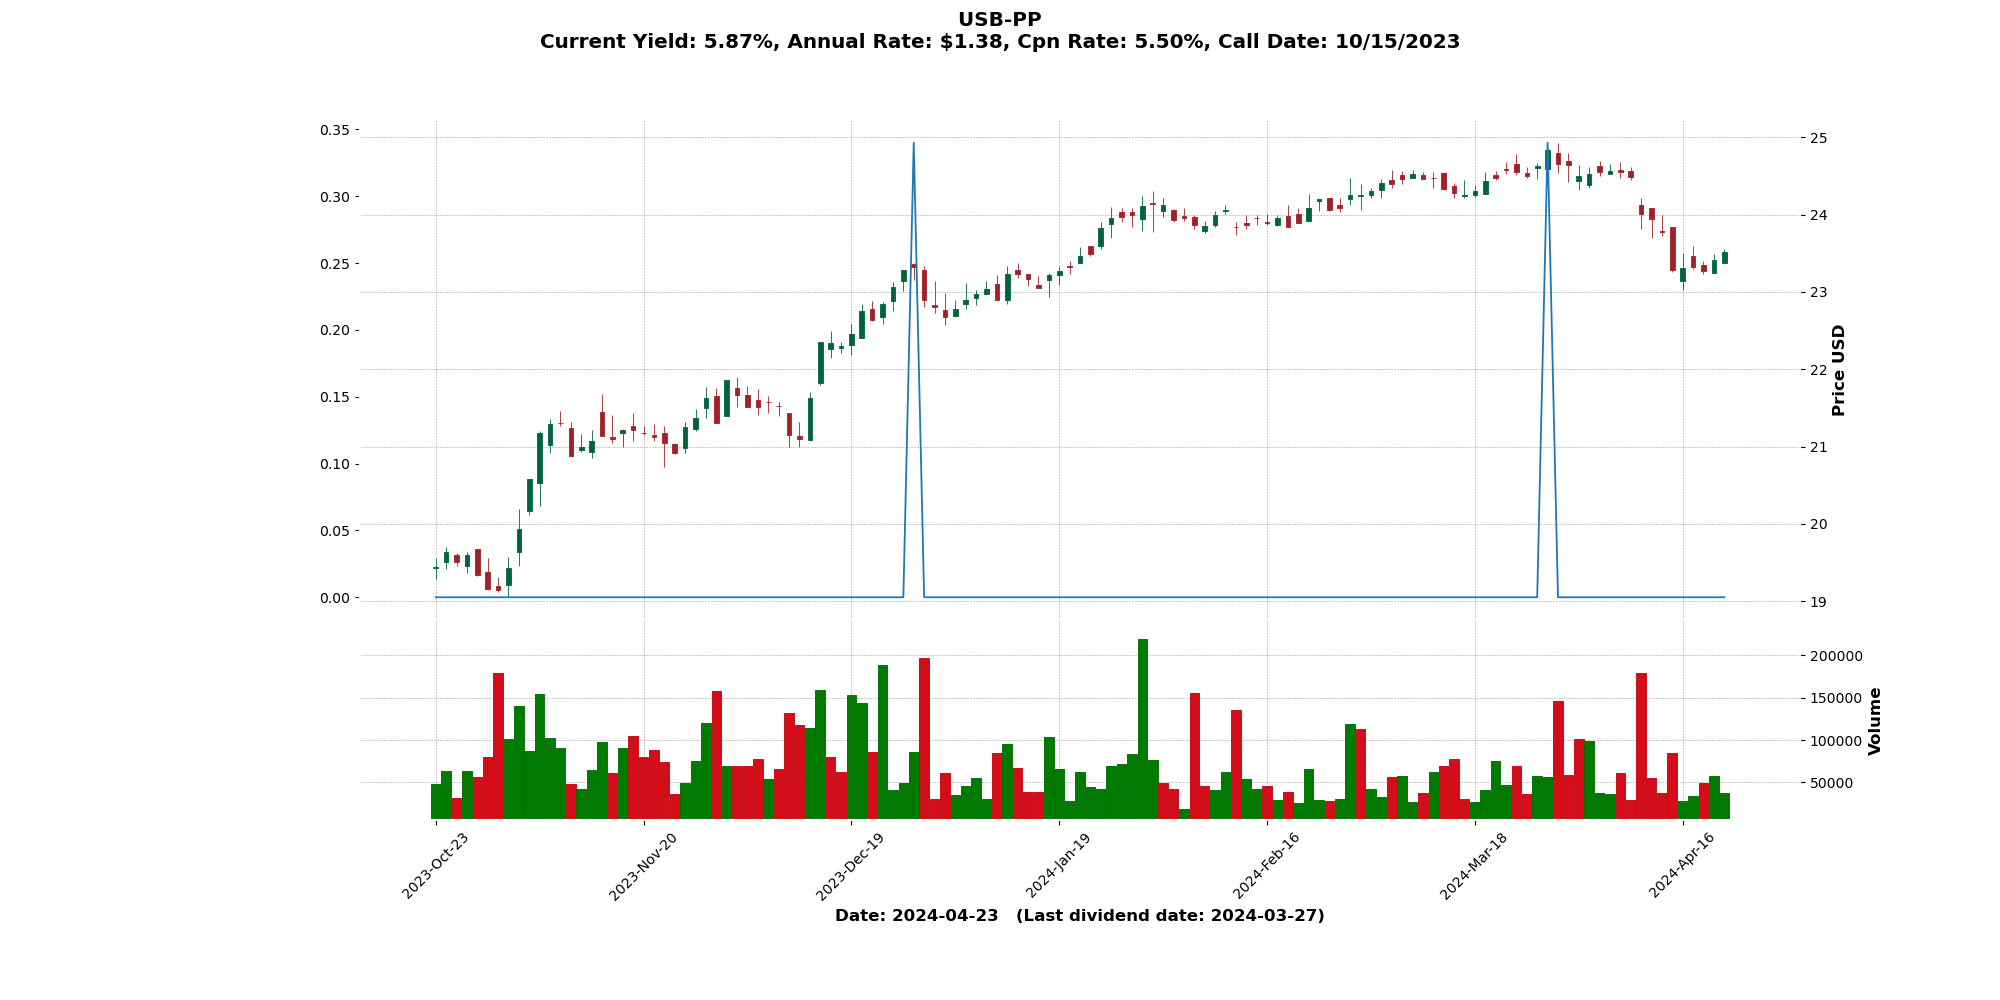 USB-PP
Current Yield: 5.87%, Annual Rate: $1.38, Cpn Rate: 5.50%, Call Date: 10/15/2023
0.35
0.30
0.25
0.20
0.15
0.10
0.05
0.00
25
24
23
22
21
20
19
Price USD
200000
150000
100000
50000
Volume
2023-Oct-23
2023-Nov-20
2023-Dec-19
2024-Jan-19
2024-Feb-16
2024-Mar-18
2024-Apr-16
Date: 2024-04-23 (Last dividend date: 2024-03-27)